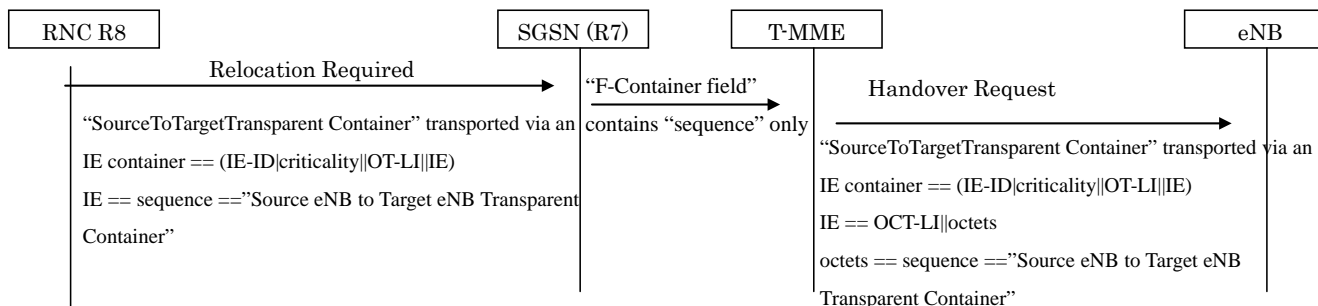 RNC R8
SGSN (R7)
T-MME
eNB
Relocation Required
“F-Container field”
contains “sequence” only
Handover Request
“SourceToTargetTransparent Container” transported via an
IE container == (IE-ID|criticality||OT-LI||IE)
IE == sequence ==”Source eNB to Target eNB Transparent
Container”
“SourceToTargetTransparent Container” transported via an
IE container == (IE-ID|criticality||OT-LI||IE)
IE == OCT-LI||octets
octets == sequence ==”Source eNB to Target eNB
Transparent Container”